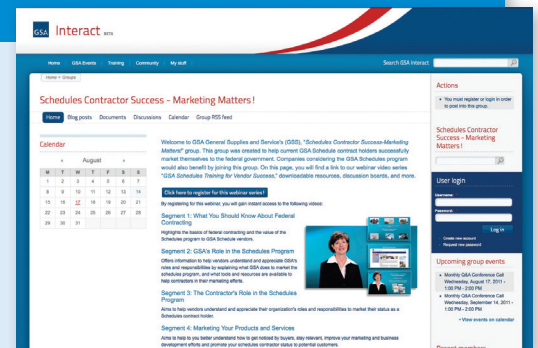 GSA Interact BETA
Home GSA Events Training Community My stuff Search GSA Interact
Home » Groups
Schedules Contractor Success - Marketing Matters!
Home Blog posts Documents Discussions Calendar Group RSS feed
Calendar
« August »
M T W T F S S
1 2 3 4 5 6 7
8 9 10 11 12 13 14
15 16 17 18 19 20 21
22 23 24 25 26 27 28
29 30 31
Welcome to GSA General Supplies and Service's (GSS), "Schedules Contractor Success-Marketing
Matters!" group. This group was created to help current GSA Schedule contract holders successfully
market themselves to the federal government. Companies considering the GSA Schedules program
would also benefit by joining this group. On this page, you will find a link to our webinar video series
"GSA Schedules Training for Vendor Success," downloadable resources, discussion boards, and more.
Click here to register for this webinar series!
By registering for this webinar, you will gain instant access to the following videos:
Segment 1: What You Should Know About Federal
Contracting
Highlights the basics of federal contracting and the value of the
Schedules program to GSA Schedule vendors.
Segment 2: GSA's Role in the Schedules Program
Offers information to help vendors understand and appreciate GSA's
roles and responsibilities by explaining what GSA does to market the
schedules program, and what tools and resources are available to
help contractors in their marketing efforts.
Segment 3: The Contractor's Role in the Schedules
Program
Aims to help vendors understand and appreciate their organization's roles and responsibilities to market their status as a
Schedules contract holder.
Segment 4: Marketing Your Products and Services
Aims to help to you better understand how to get noticed by buyers, stay relevant, improve your marketing and business
development efforts and promote your schedules contractor status to potential customers.
Actions
You must register or login in order
to post into this group.
Schedules Contractor
Success - Marketing
Matters!
User login
Username:
Password:
Log in
Create new account
Request new password
Upcoming group events
Monthly Q&A Conference Call
Wednesday, August 17, 2011 -
1:00 PM - 2:00 PM
Monthly Q&A Conference Call
Wednesday, September 14, 2011 -
1:00 PM - 2:00 PM
» View events on calendar
Recent members